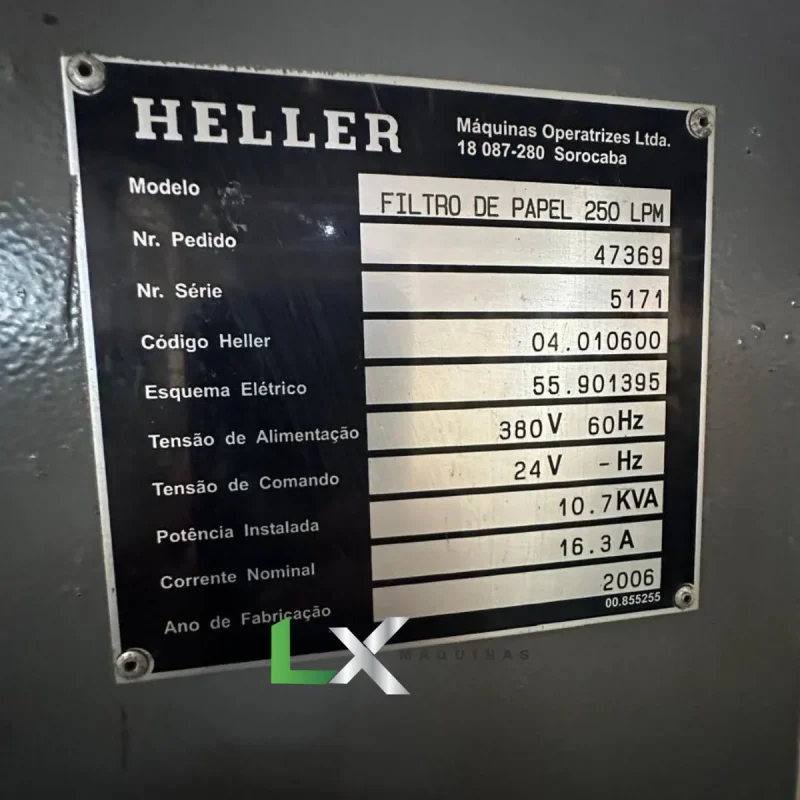 HELLER
Máquinas Operatrizes Ltda.
18 087-280 Sorocaba
Modelo FILTRO DE PAPEL 250 LPM
Nr. Pedido 47369
Nr. Série 5171
Código Heller 04.010600
Esquema Elétrico 55.901395
Tensão de Alimentação 380V 60Hz
Tensão de Comando 24V -Hz
Potência Instalada 10.7KVA
Corrente Nominal 16.3A
Ano de Fabricação 2006
00.855255
LX
MÁQUINAS